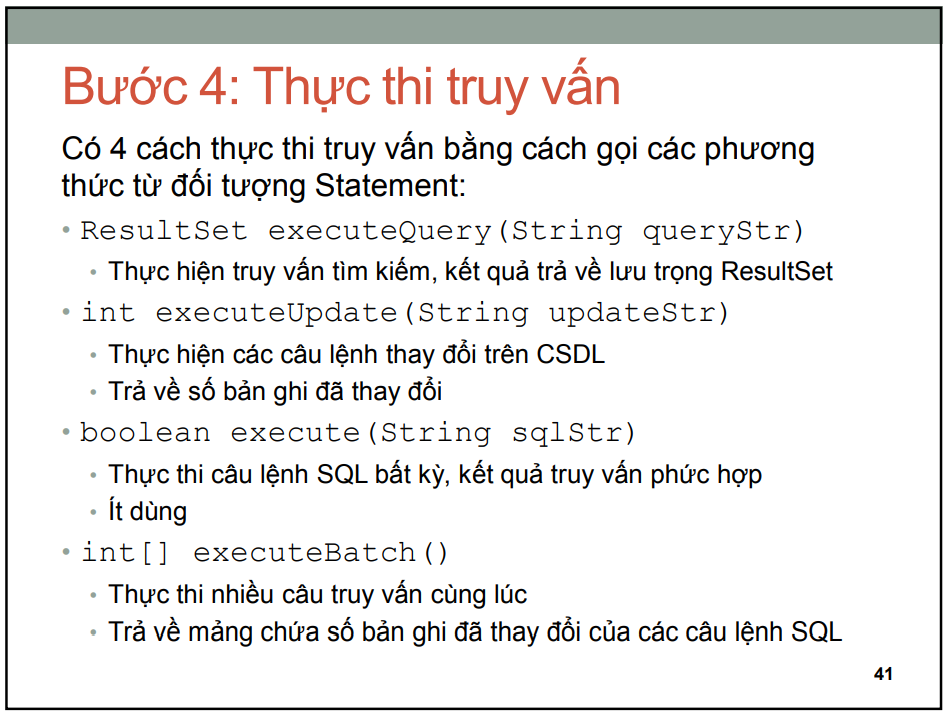 Bước 4: Thực thi truy vấn
Có 4 cách thực thi truy vấn bằng cách gọi các phương
thức từ đối tượng Statement:
• ResultSet executeQuery(String queryStr)
• Thực hiện truy vấn tìm kiếm, kết quả trả về lưu trọng ResultSet
• int executeUpdate(String updateStr)
• Thực hiện các câu lệnh thay đổi trên CSDL
• Trả về số bản ghi đã thay đổi
• boolean execute(String sqlStr)
• Thực thi câu lệnh SQL bất kỳ, kết quả truy vấn phức hợp
• Ít dùng
• int[] executeBatch()
• Thực thi nhiều câu truy vấn cùng lúc
• Trả về mảng chứa số bản ghi đã thay đổi của các câu lệnh SQL
41